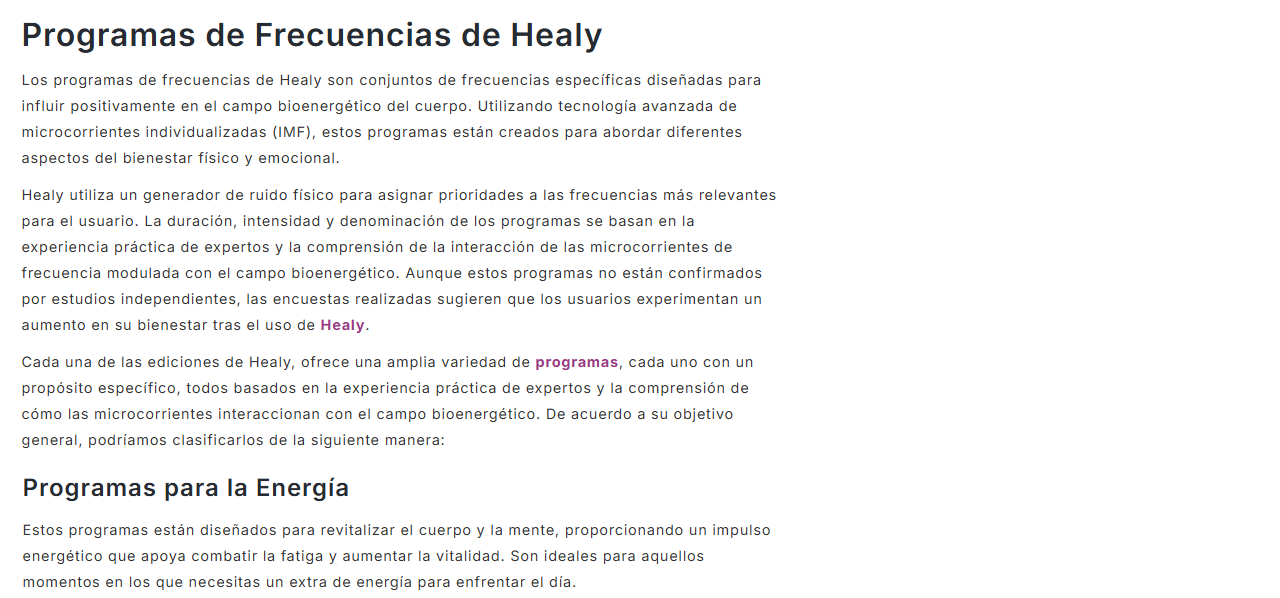 Programas de Frecuencias de Healy
Los programas de frecuencias de Healy son conjuntos de frecuencias específicas diseñadas para
influir positivamente en el campo bioenergético del cuerpo. Utilizando tecnología avanzada de
microcorrientes individualizadas (IMF), estos programas están creados para abordar diferentes
aspectos del bienestar físico y emocional.
Healy utiliza un generador de ruido físico para asignar prioridades a las frecuencias más relevantes
para el usuario. La duración, intensidad y denominación de los programas se basan en la
experiencia práctica de expertos y la comprensión de la interacción de las microcorrientes de
frecuencia modulada con el campo bioenergético. Aunque estos programas no están confirmados
por estudios independientes, las encuestas realizadas sugieren que los usuarios experimentan un
aumento en su bienestar tras el uso de Healy.
Cada una de las ediciones de Healy, ofrece una amplia variedad de programas, cada uno con un
propósito específico, todos basados en la experiencia práctica de expertos y la comprensión de
cómo las microcorrientes interaccionan con el campo bioenergético. De acuerdo a su objetivo
general, podríamos clasificarlos de la siguiente manera:
Programas para la Energía
Estos programas están diseñados para revitalizar el cuerpo y la mente, proporcionando un impulso
energético que apoya combatir la fatiga y aumentar la vitalidad. Son ideales para aquellos
momentos en los que necesitas un extra de energía para enfrentar el día.